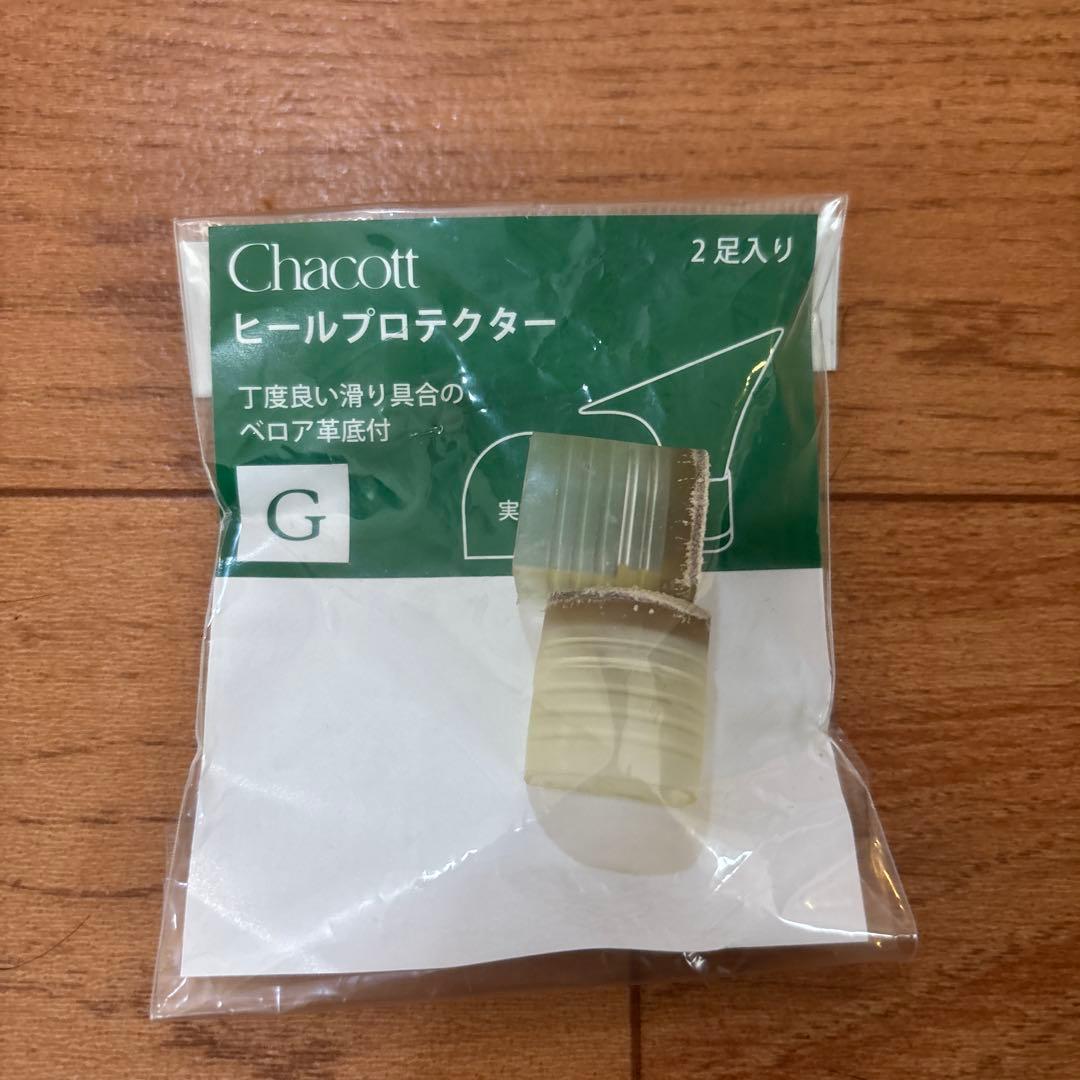 Chacott
2足入り
ヒールプロテクター
丁度良い滑り具合の
ベロア革底付
G
実